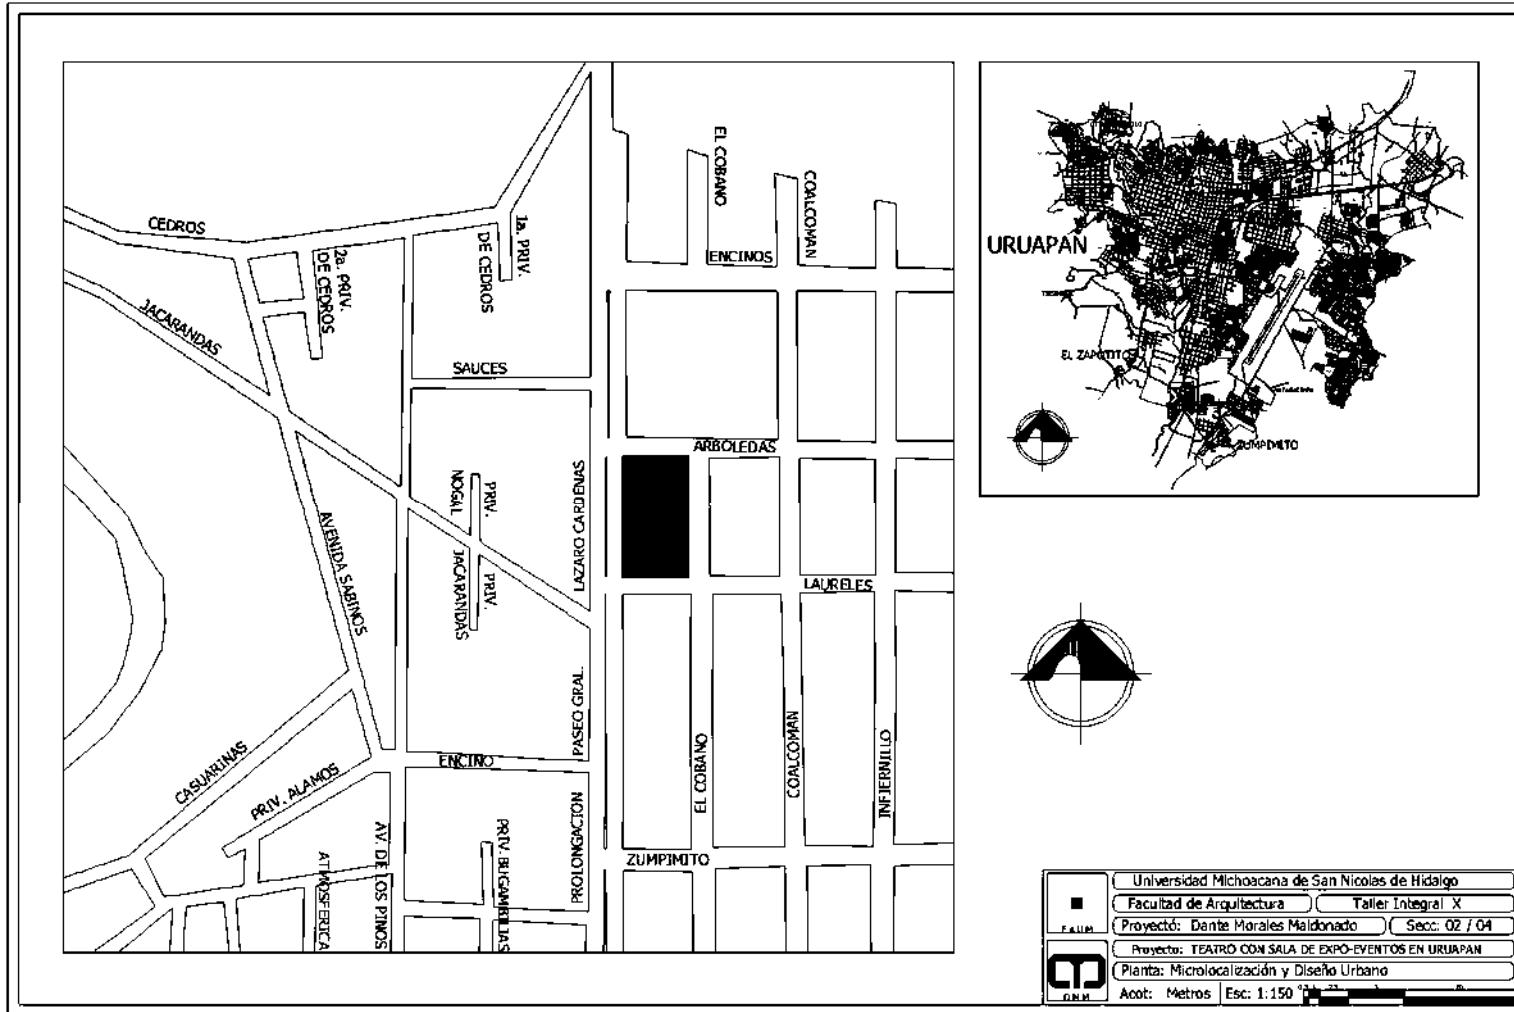 EL COBANO
COALCOMAN
1a. PRIV.
DE CEDROS
CEDROS
2a. PRIV.
DE CEDROS
ENCINOS
JACARANDAS
SAUCES
ARBOLEDAS
PRIV.
NOGAL
LAZARO CARDENAS
AVENIDA SABINOS
PRIV.
JACARANDAS
LAURELES
PASEO GRAL.
EL COBANO
COALCOMAN
INFIERNILLO
CASUARINAS
ENCINO
PRIV. ALAMOS
PROLONGACION
AV. DE LOS PINOS
PRIV. BUGAMBILIAS
ATMOSFERICA
ZUMPIMITO
URUAPAN
EL ZAPOTITO
ZUMPIMITO
Universidad Michoacana de San Nicolas de Hidalgo
Facultad de Arquitectura
Taller Integral X
F A U M
Proyectó: Dante Morales Maldonado
Secc: 02 / 04
Proyecto: TEATRO CON SALA DE EXPO-EVENTOS EN URUAPAN
Planta: Microlocalización y Diseño Urbano
D M M
Acot: Metros
Esc: 1:150